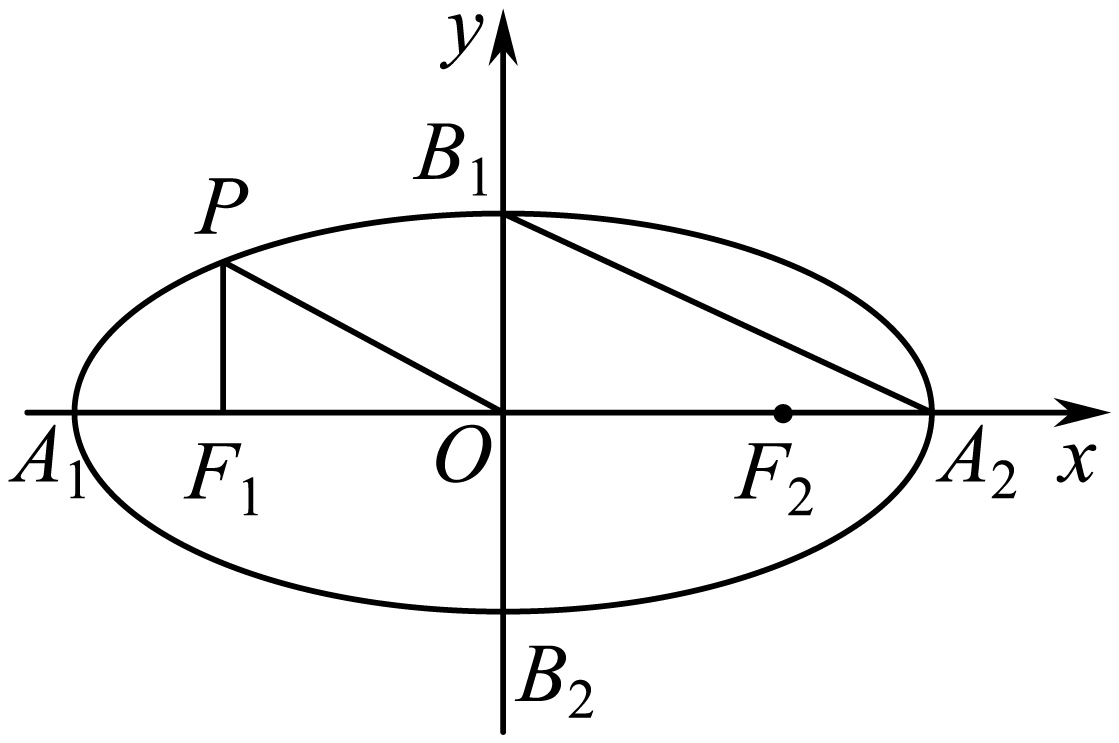 y
B₁
P
A₁
F₁
O
F₂
A₂
x
B₂